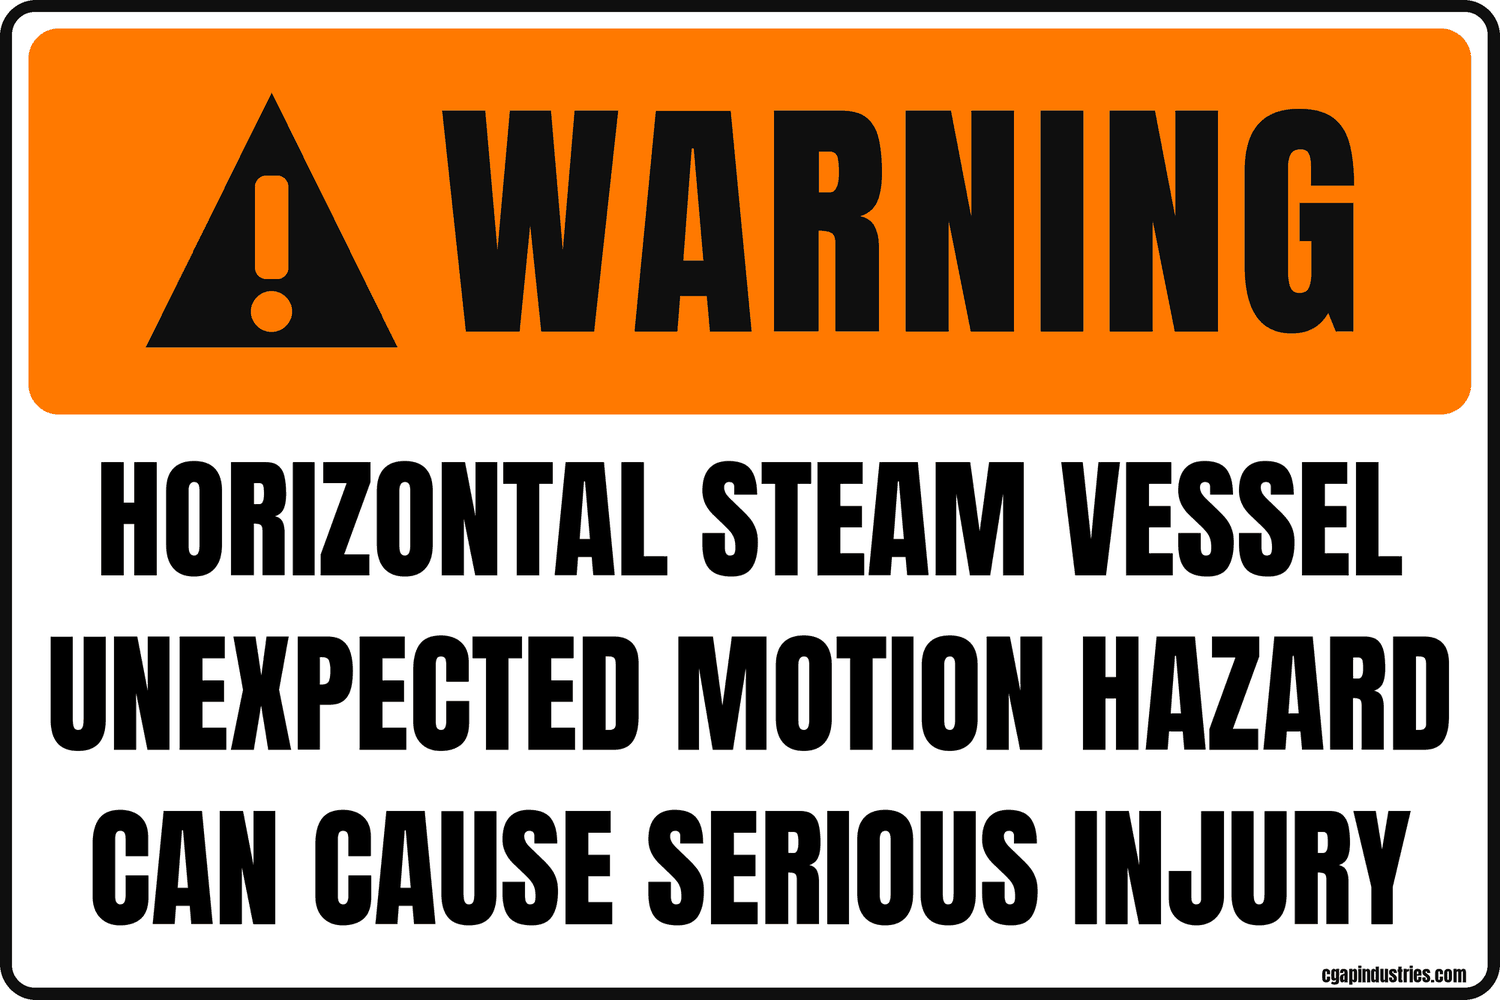 WARNING
HORIZONTAL STEAM VESSEL
UNEXPECTED MOTION HAZARD
CAN CAUSE SERIOUS INJURY
cgapindustries.com